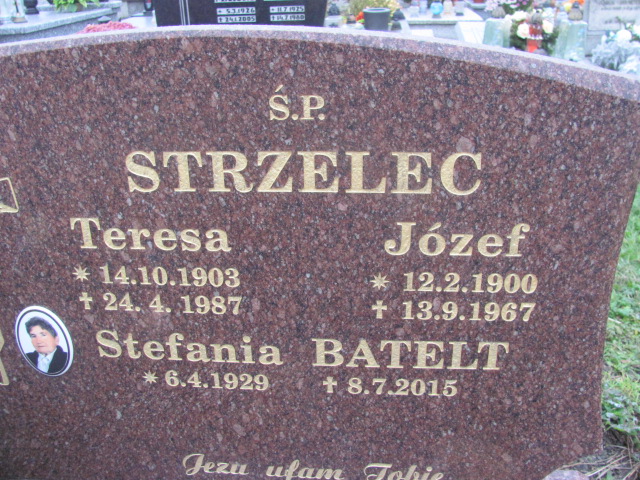 Ś.P.
STRZELEC
Teresa Józef
✴ 14.10.1903 ✴ 12.2.1900
✝ 24.4.1987 ✝ 13.9.1967
Stefania BATELT
✴ 6.4.1929 ✝ 8.7.2015
Jezu ufam Tobie